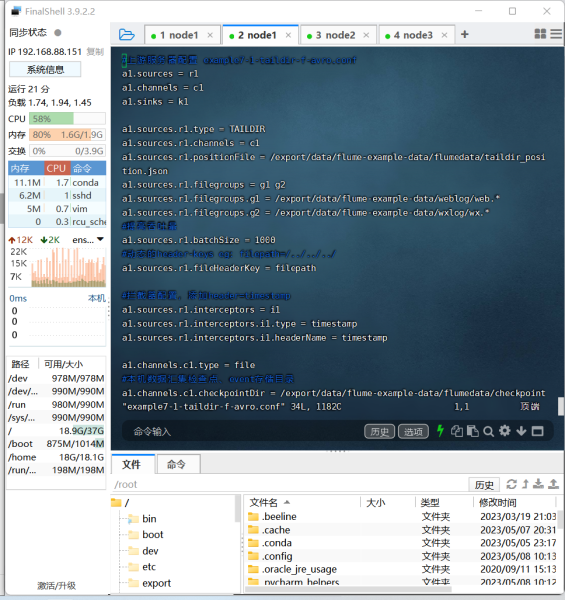 FinalShell 3.9.2.2
同步状态
IP 192.168.88.151 复制
系统信息
运行 21 分
负载 1.74, 1.94, 1.45
CPU 58%
内存 80% 1.6G/1.9G
交换 0% 0/3.9G
内存 CPU 命令
11.1M 1.7 conda
6.2M 1 sshd
5M 0.7 vim
0 0.3 rcu_sche
12K 2K ens...
22K
15K
7K
0ms 本机
0
0
0
路径 可用/大小
/dev 978M/978M
/dev/... 990M/990M
/run 980M/990M
/sys/... 990M/990M
/ 18.9G/37G
/boot 875M/1014M
/home 18G/18.1G
/run/... 198M/198M
激活/升级
1 node1
2 node1
3 node2
4 node3
example7-1-taildir-f-avro.conf
a1.sources = r1
a1.channels = c1
a1.sinks = k1
a1.sources.r1.type = TAILDIR
a1.sources.r1.channels = c1
a1.sources.r1.positionFile = /export/data/flume-example-data/flumedata/taildir_posi
tion.json
a1.sources.r1.filegroups = g1 g2
a1.sources.r1.filegroups.g1 = /export/data/flume-example-data/weblog/web.*
a1.sources.r1.filegroups.g2 = /export/data/flume-example-data/wxlog/wx.*
a1.sources.r1.batchSize = 1000
a1.sources.r1.fileHeaderKey = filepath
a1.sources.r1.interceptors = i1
a1.sources.r1.interceptors.i1.type = timestamp
a1.sources.r1.interceptors.i1.headerName = timestamp
a1.channels.c1.type = file
a1.channels.c1.checkpointDir = /export/data/flume-example-data/flumedata/checkpoint
"example7-1-taildir-f-avro.conf" 34L, 1182C 1,1 顶端
命令输入 历史 选项
文件 命令
/root 历史
/
bin
boot
dev
etc
export
文件名 大小 类型 修改时间
.beeline 文件夹 2023/03/19 21:03
.cache 文件夹 2023/05/07 20:31
.conda 文件夹 2023/05/05 23:17
.config 文件夹 2023/05/08 10:13
.oracle_jre_usage 文件夹 2020/09/11 15:13
.pycharm_helpers 文件夹 2023/05/08 10:12